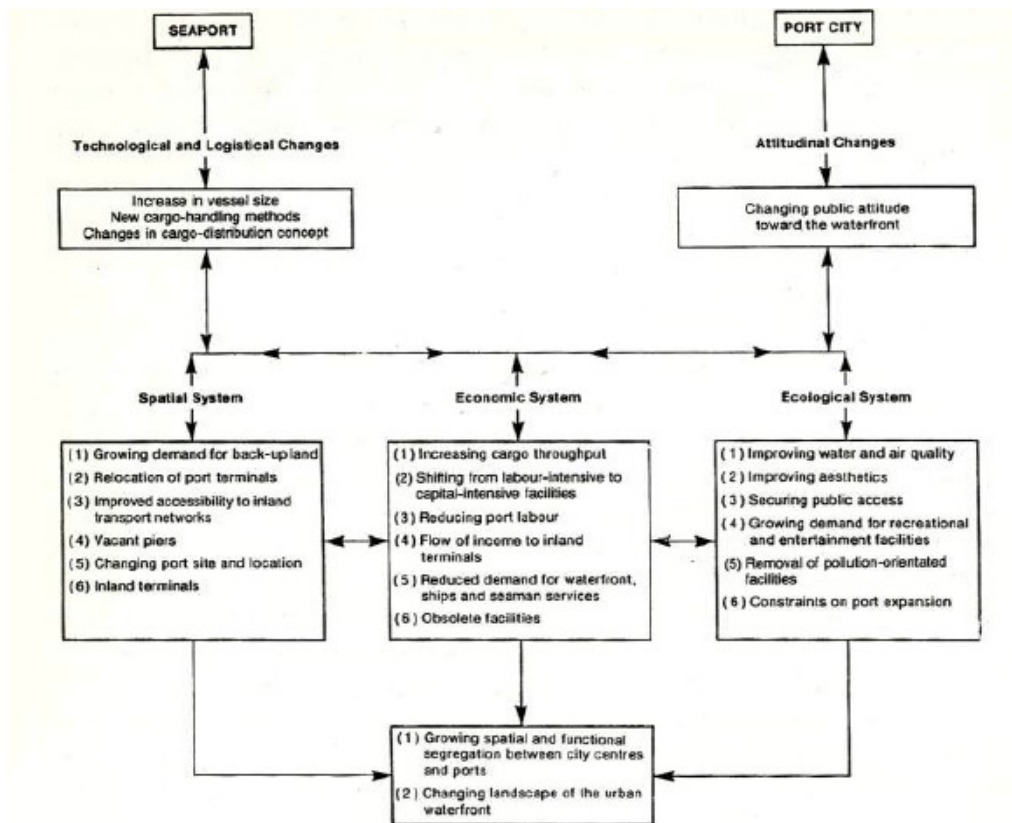 SEAPORT
PORT CITY
Technological and Logistical Changes
Attitudinal Changes
Increase in vessel size
New cargo-handling methods
Changes in cargo-distribution concept
Changing public attitude
toward the waterfront
Spatial System
Economic System
Ecological System
(1) Growing demand for back-up land
(2) Relocation of port terminals
(3) Improved accessibility to inland
transport networks
(4) Vacant piers
(5) Changing port site and location
(6) Inland terminals
(1) Increasing cargo throughput
(2) Shifting from labour-intensive to
capital-intensive facilities
(3) Reducing port labour
(4) Flow of income to inland
terminals
(5) Reduced demand for waterfront,
ships and seaman services
(6) Obsolete facilities
(1) Improving water and air quality
(2) Improving aesthetics
(3) Securing public access
(4) Growing demand for recreational
and entertainment facilities
(5) Removal of pollution-orientated
facilities
(6) Constraints on port expansion
(1) Growing spatial and functional
segregation between city centres
and ports
(2) Changing landscape of the urban
waterfront